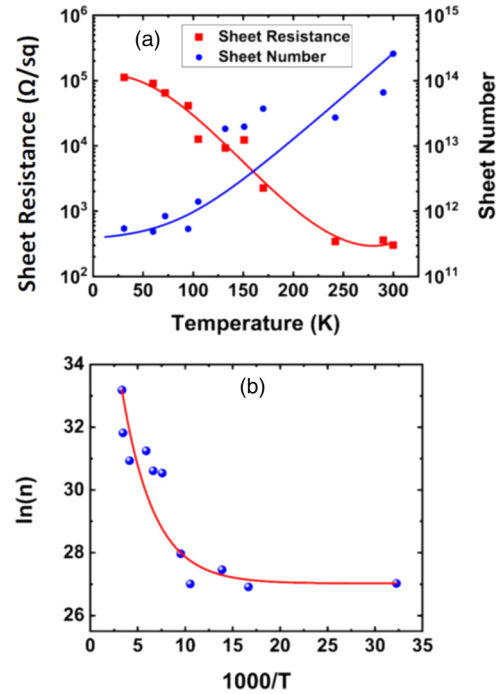 (a)
Sheet Resistance
Sheet Number
10^6
10^5
10^4
10^3
10^2
Sheet Resistance (Ω/sq)
10^15
10^14
10^13
10^12
10^11
Sheet Number
0 50 100 150 200 250 300
Temperature (K)
(b)
34
32
30
28
26
ln(n)
0 5 10 15 20 25 30 35
1000/T